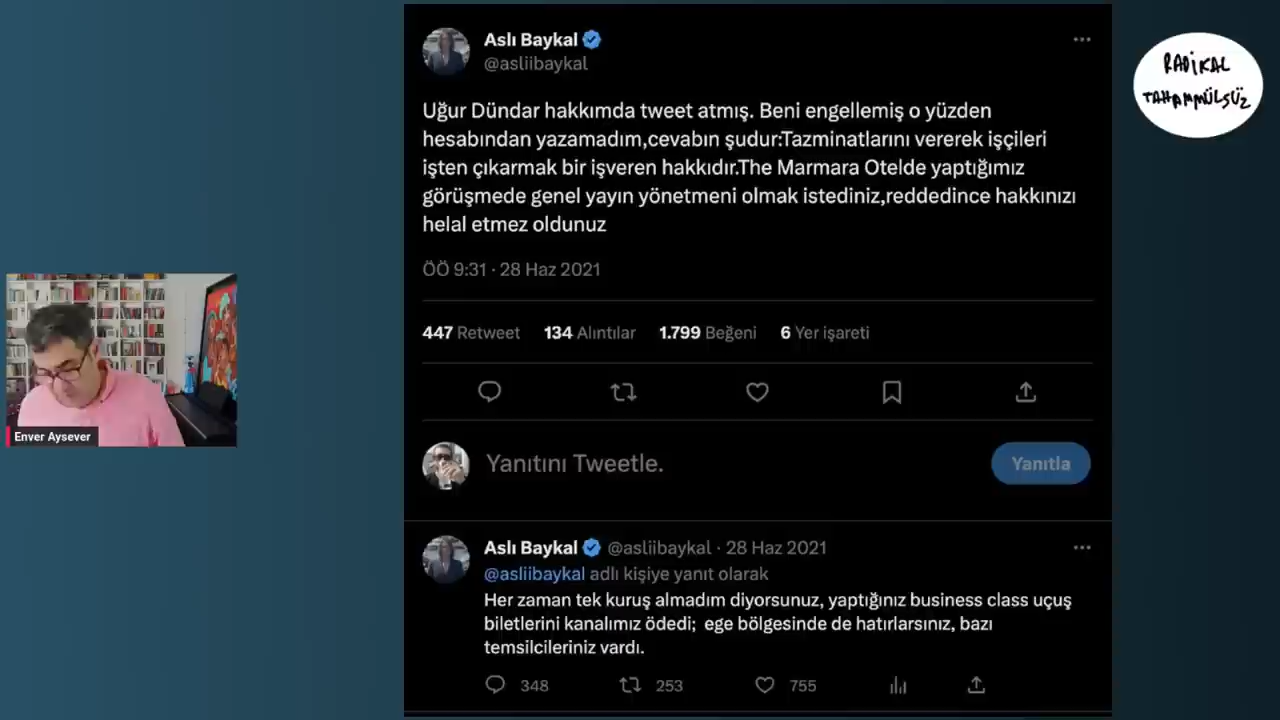 Aslı Baykal
@asliibaykal
RADİKAL
TAHAMMÜLSÜZ
Uğur Dündar hakkımda tweet atmış. Beni engellemiş o yüzden
hesabından yazamadım,cevabın şudur:Tazminatlarını vererek işçileri
işten çıkarmak bir işveren hakkıdır.The Marmara Otelde yaptığımız
görüşmede genel yayın yönetmeni olmak istediniz,reddedince hakkınızı
helal etmez oldunuz
ÖÖ 9:31 · 28 Haz 2021
447 Retweet 134 Alıntılar 1.799 Beğeni 6 Yer işareti
Enver Aysever
Yanıtını Tweetle.
Yanıtla
Aslı Baykal @asliibaykal · 28 Haz 2021
@asliibaykal adlı kişiye yanıt olarak
Her zaman tek kuruş almadım diyorsunuz, yaptığınız business class uçuş
biletlerini kanalımız ödedi; ege bölgesinde de hatırlarsınız, bazı
temsilcileriniz vardı.
348 253 755